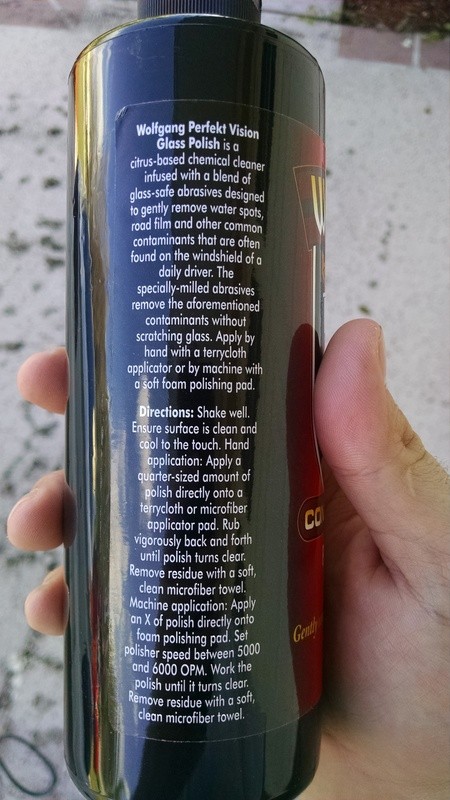 Wolfgang Perfekt Vision
Glass Polish is a
citrus-based chemical cleaner
infused with a blend of
glass-safe abrasives designed
to gently remove water spots,
road film and other common
contaminants that are often
found on the windshield of a
daily driver. The
specially-milled abrasives
remove the aforementioned
contaminants without
scratching glass. Apply by
hand with a terrycloth
applicator or by machine with
a soft foam polishing pad.
Directions: Shake well.
Ensure surface is clean and
cool to the touch. Hand
application: Apply a
quarter-sized amount of
polish directly onto a
terrycloth or microfiber
applicator pad. Rub
vigorously back and forth
until polish turns clear.
Remove residue with a soft,
clean microfiber towel.
Machine application: Apply
an X of polish directly onto
foam polishing pad. Set
polisher speed between 5000
and 6000 OPM. Work the
polish until it turns clear.
Remove residue with a soft,
clean microfiber towel.
Gently